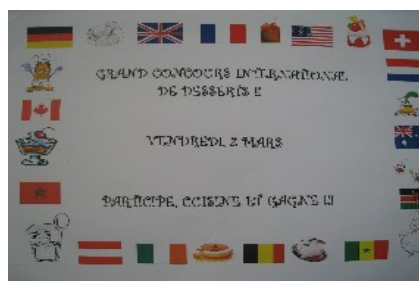 GRAND CONCOURS INTERNATIONAL
DE DESSERTS !!
VENDREDI, 2 MARS
PARTICIPE, CUISINE ET GAGNE !!!